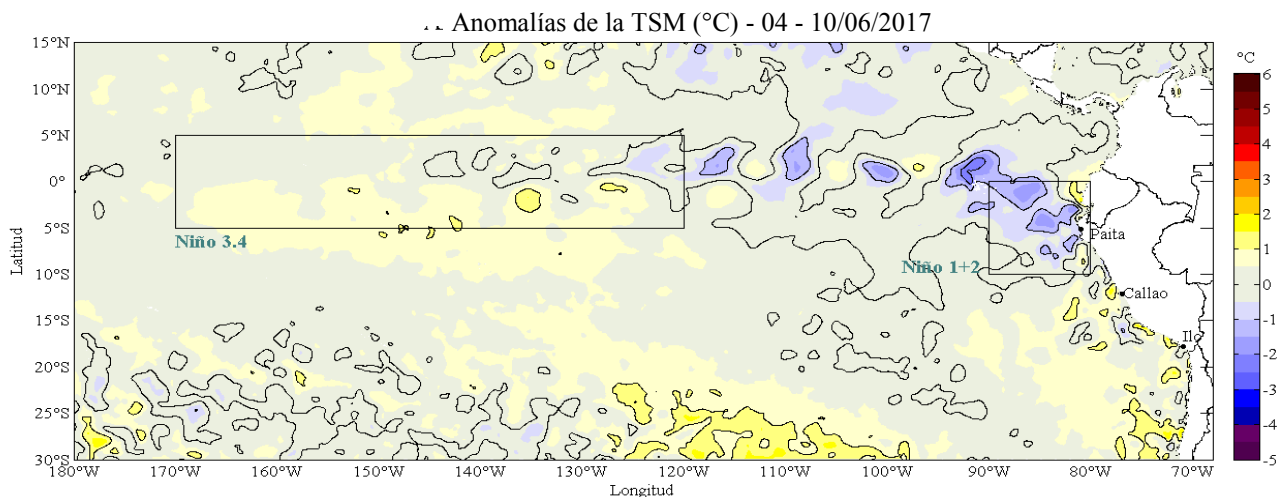 Anomalías de la TSM (°C) - 04 - 10/06/2017
15°N
10°N
5°N
0°
5°S
10°S
15°S
20°S
25°S
30°S
Latitud
180°W
170°W
160°W
150°W
140°W
130°W
120°W
110°W
100°W
90°W
80°W
70°W
Longitud
Niño 3.4
Niño 1+2
Paita
Callao
Il
°C
6
5
4
3
2
1
0
-1
-2
-3
-4
-5